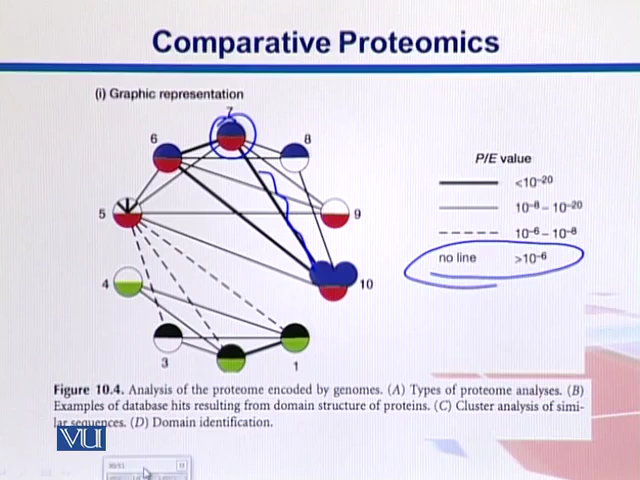 Comparative Proteomics
(i) Graphic representation
7
6
8
P/E value
<10-20
5
9
10-8 – 10-20
10-6 – 10-8
no line >10-6
4
10
3
1
Figure 10.4. Analysis of the proteome encoded by genomes. (A) Types of proteome analyses. (B)
Examples of database hits resulting from domain structure of proteins. (C) Cluster analysis of simi-
lar sequences. (D) Domain identification.
VU